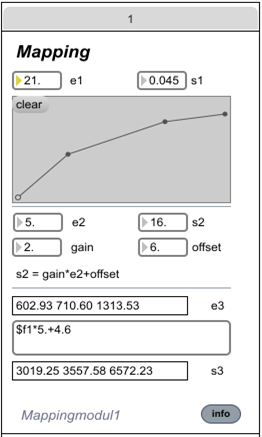 1
Mapping
21. e1 0.045 s1
clear
5. e2 16. s2
2. gain 6. offset
s2 = gain*e2+offset
602.93 710.60 1313.53 e3
$f1*5.+4.6
3019.25 3557.58 6572.23 s3
Mappingmodul1 info